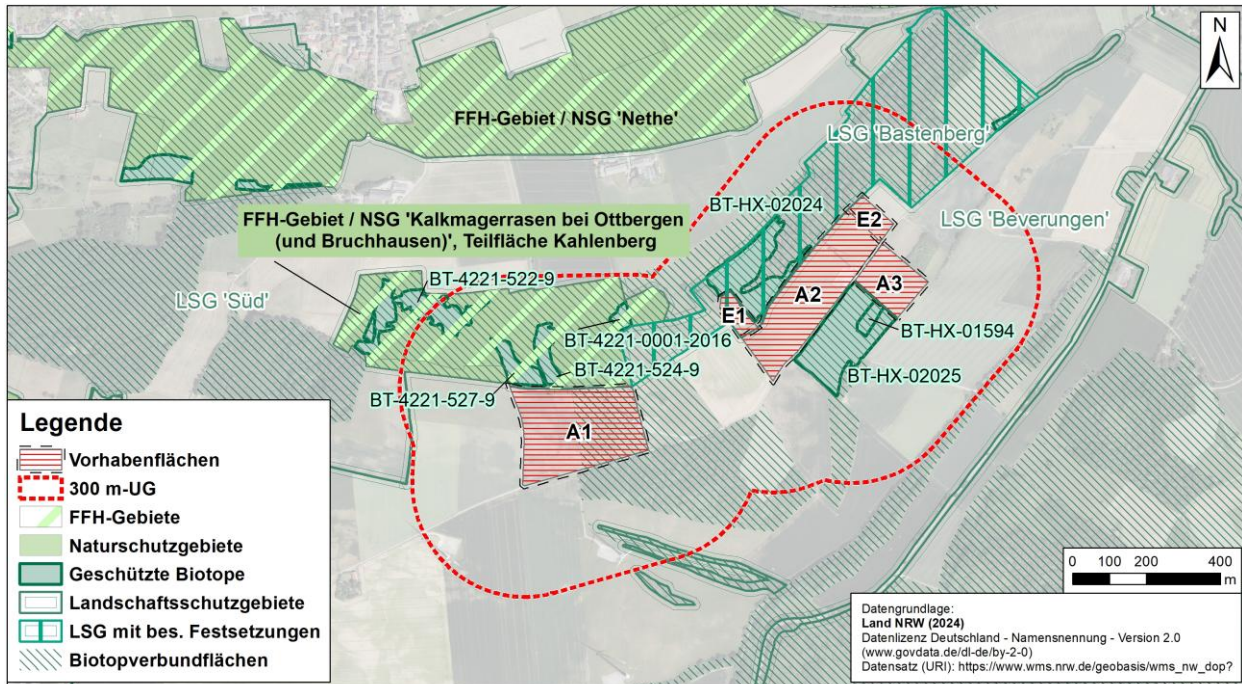 N
FFH-Gebiet / NSG 'Nethe'
LSG 'Bastenberg'
BT-HX-02024
E2
LSG 'Beverungen'
FFH-Gebiet / NSG 'Kalkmagerrasen bei Ottbergen
(und Bruchhausen)', Teilfläche Kahlenberg
BT-4221-522-9
LSG 'Süd'
A2
A3
E1
BT-HX-01594
BT-4221-0001-2016
BT-4221-524-9
BT-HX-02025
BT-4221-527-9
A1
Legende
Vorhabenflächen
300 m-UG
FFH-Gebiete
Naturschutzgebiete
Geschützte Biotope
Landschaftsschutzgebiete
LSG mit bes. Festsetzungen
Biotopverbundflächen
0 100 200 400
m
Datengrundlage:
Land NRW (2024)
Datenlizenz Deutschland - Namensnennung - Version 2.0
(www.govdata.de/dl-de/by-2-0)
Datensatz (URI): https://www.wms.nrw.de/geobasis/wms_nw_dop?